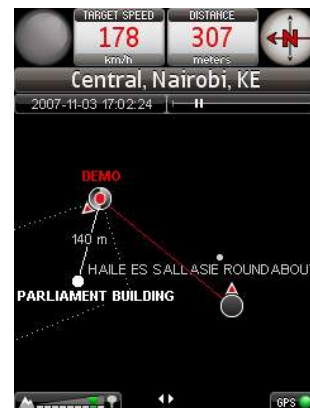 TARGET SPEED
178
km/h
DISTANCE
307
meters
N
Central, Nairobi, KE
2007-11-03 17:02:24
DEMO
140 m
HAILE ES SALLASIE ROUNDABOU
PARLIAMENT BUILDING
GPS